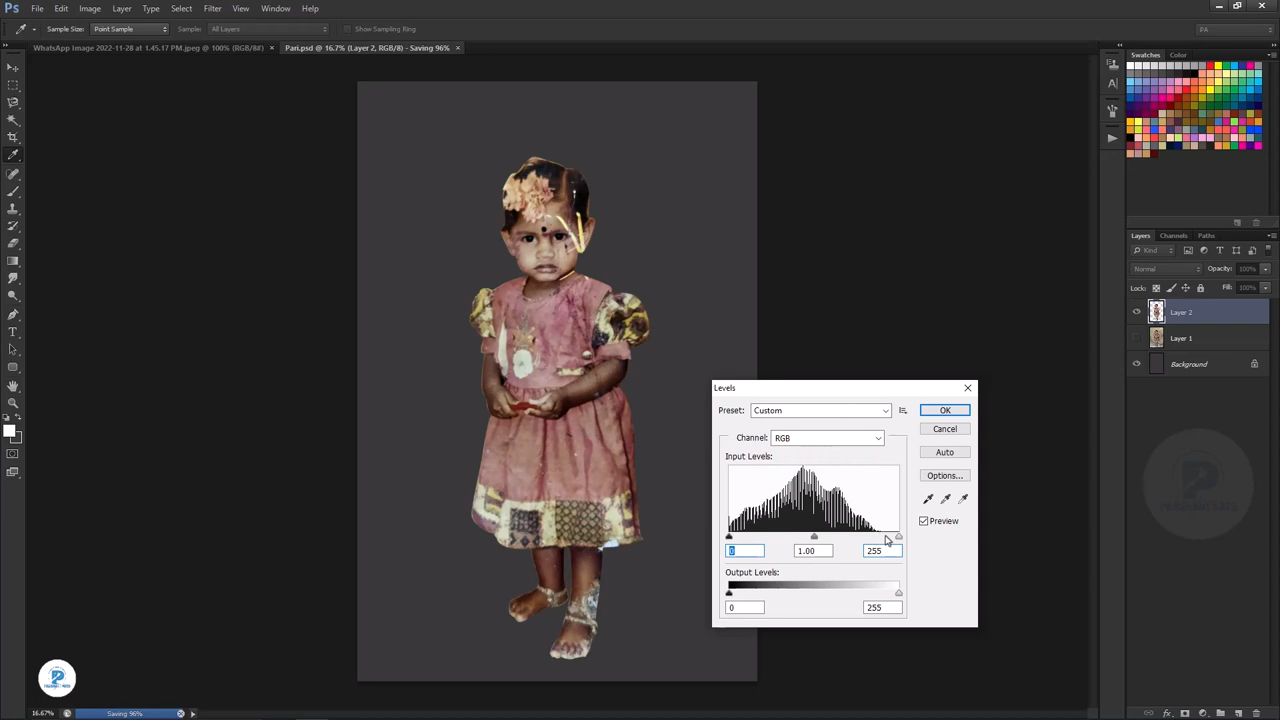 Ps File Edit Image Layer Type Select Filter View Window
Sample Size: Point Sample Sample: All Layers Show Sampling Ring PA
WhatsApp Image 2022-11-28 at 1.45.17 PM.jpeg @ 100% (RGB/8#) × Pari.psd @ 16.7% (Layer 2, RGB/8) - Saving 96% ×
Swatches Color
Layers Channels Paths
Kind
Normal Opacity: 100%
Lock: Fill: 100%
Layer 2
Layer 1
Background
Levels
Preset: Custom OK
Cancel
Channel: RGB
Auto
Input Levels:
Options...
Preview
0 1.00 255
Output Levels:
0 255
16.67% Saving 96%